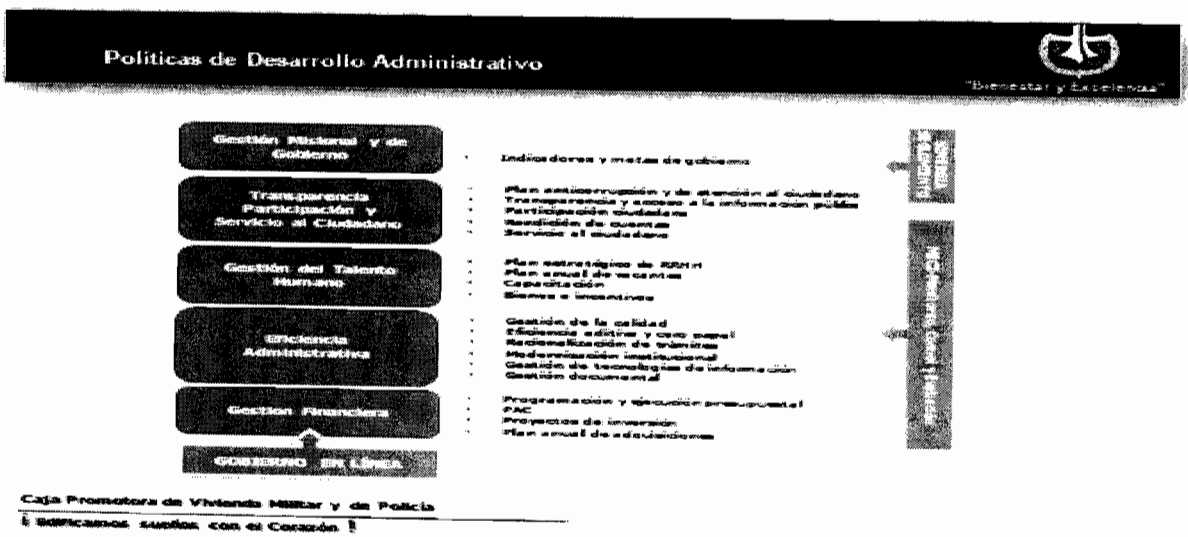 Politicas de Desarrollo Administrativo
"Bienestar y Excelencia"
Gestión Misional y de
Gobierno
Indicadores y metas de gobierno
Transparencia
Participación y
Servicio al Ciudadano
Plan anticorrupción y de atención al ciudadano
Transparencia y acceso a la información pública
Participación ciudadana
Rendición de cuentas
Servicio al ciudadano
Gestión del Talento
Humano
Plan estratégico de RRHH
Plan anual de vacantes
Capacitación
Bienes e incentivos
Eficiencia
Administrativa
Gestión de la calidad
Eficiencia admtiva y cero papel
Racionalización de trámites
Modernización institucional
Gestión de tecnologías de información
Gestión documental
Gestión Financiera
Programación y ejecución presupuestal
PAC
Proyectos de inversión
Plan anual de adquisiciones
GOBIERNO EN LÍNEA
Caja Promotora de Vivienda Militar y de Policía
¡ Edificamos sueños con el Corazón !